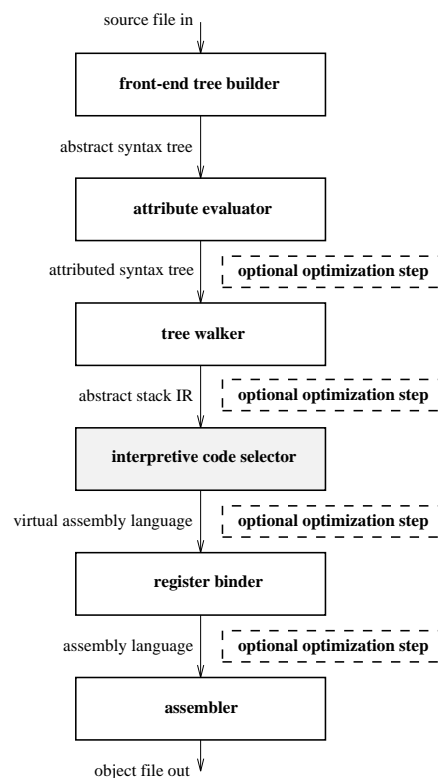 source file in
front-end tree builder
abstract syntax tree
attribute evaluator
attributed syntax tree
optional optimization step
tree walker
abstract stack IR
optional optimization step
interpretive code selector
virtual assembly language
optional optimization step
register binder
assembly language
optional optimization step
assembler
object file out